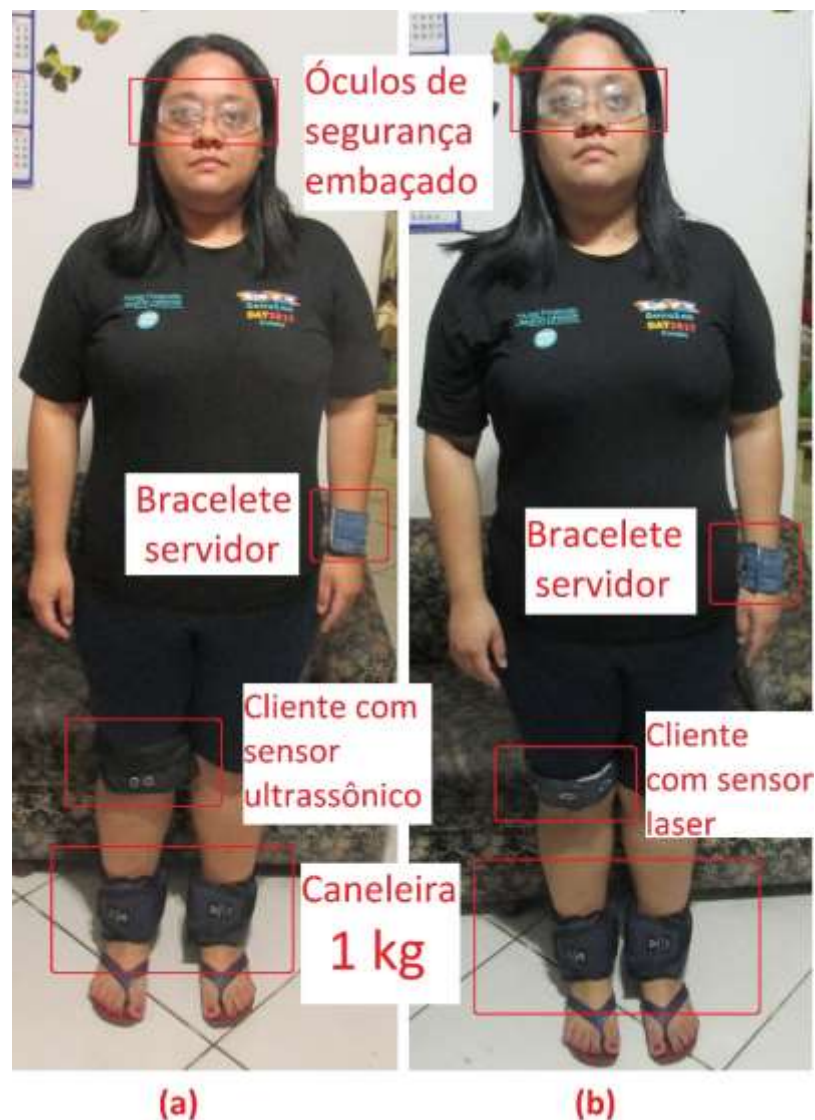 Óculos de
segurança
embaçado
Bracelete
servidor
Bracelete
servidor
Cliente com
sensor
ultrassônico
Cliente
com sensor
laser
Caneleira
1 kg
(a)
(b)